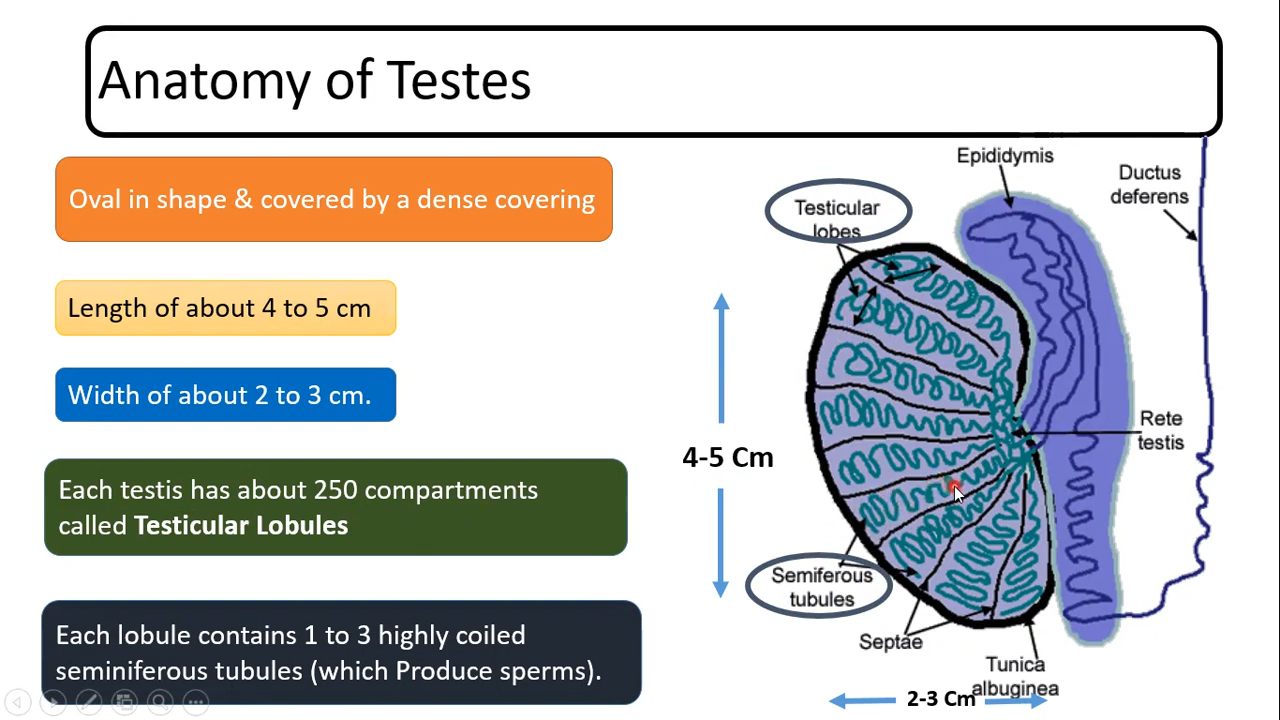 Anatomy of Testes
Oval in shape & covered by a dense covering
Length of about 4 to 5 cm
Width of about 2 to 3 cm.
Each testis has about 250 compartments
called Testicular Lobules
Each lobule contains 1 to 3 highly coiled
seminiferous tubules (which Produce sperms).
Epididymis
Ductus
deferens
Testicular
lobes
Rete
testis
4-5 Cm
Semiferous
tubules
Septae
Tunica
albuginea
2-3 Cm